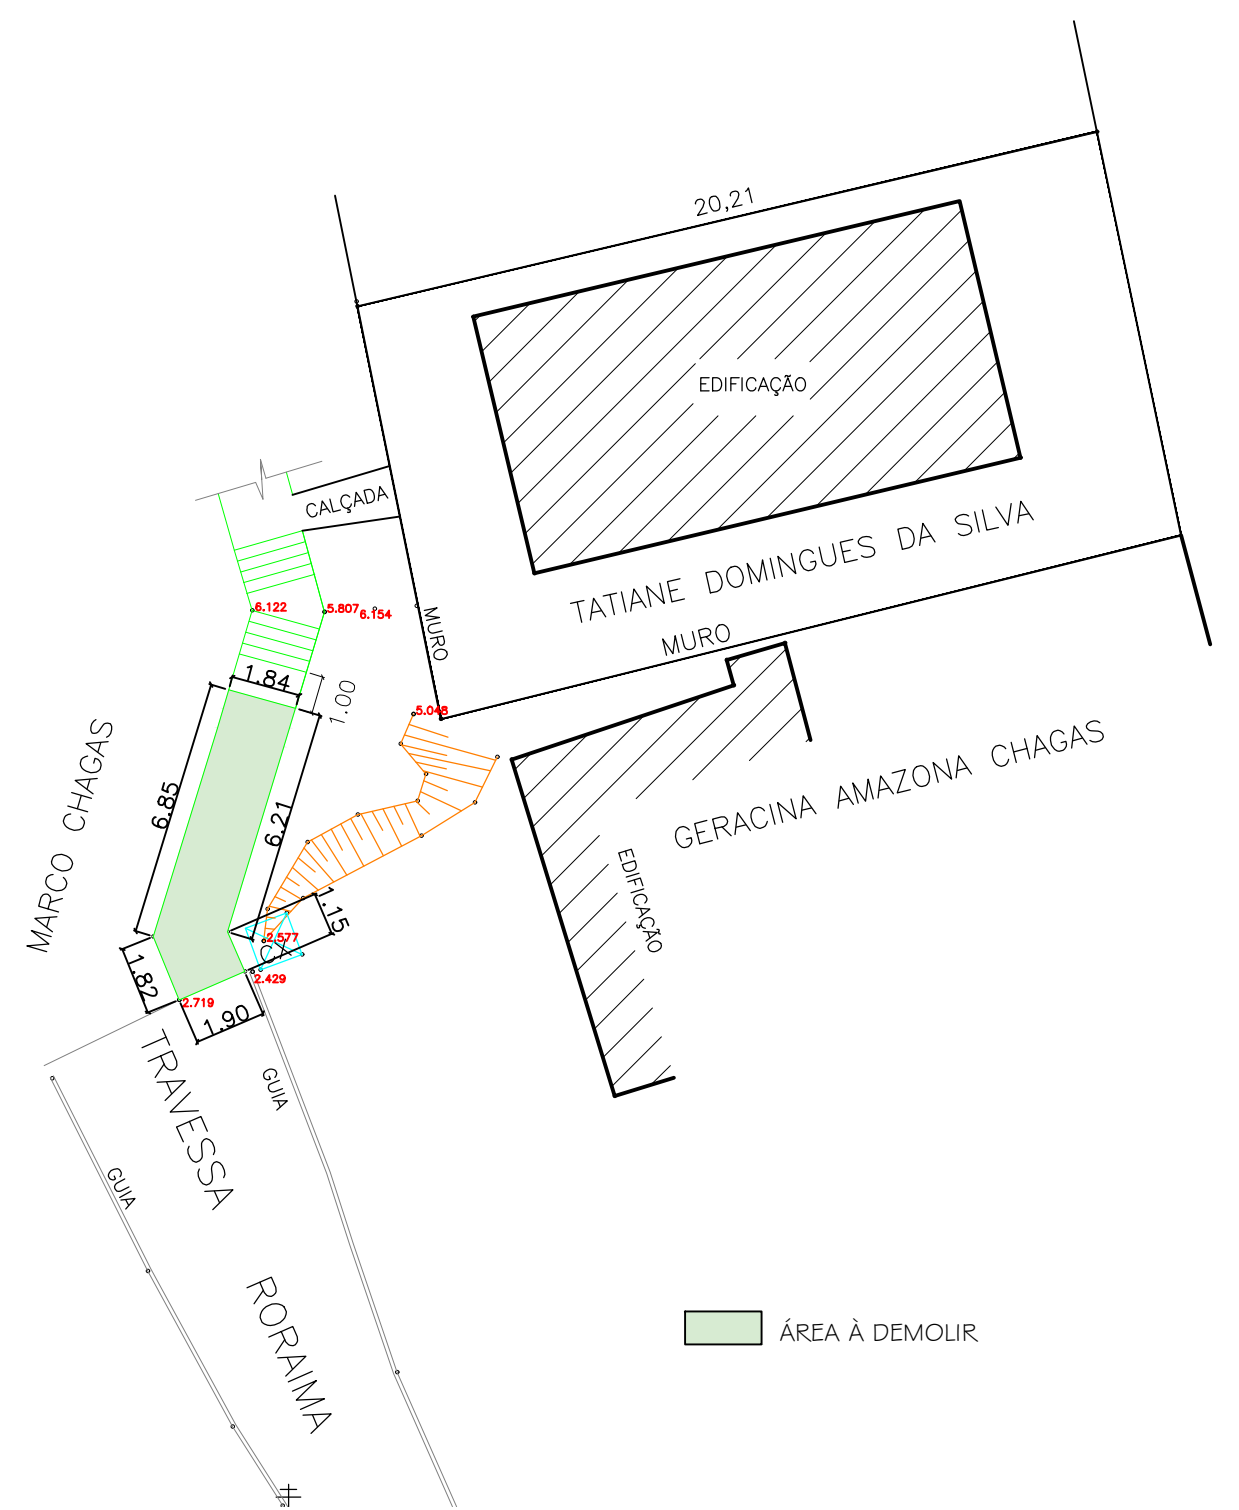 20,21
EDIFICAÇÃO
CALÇADA
TATIANE DOMINGUES DA SILVA
6.122
5.807
6.154
MURO
MURO
1.84
1.00
5.048
MARCO CHAGAS
GERACINA AMAZONA CHAGAS
6.85
6.21
EDIFICAÇÃO
1.15
2.577
CX
1.82
2.429
2.719
1.90
TRAVESSA
GUIA
GUIA
RORAIMA
ÁREA À DEMOLIR